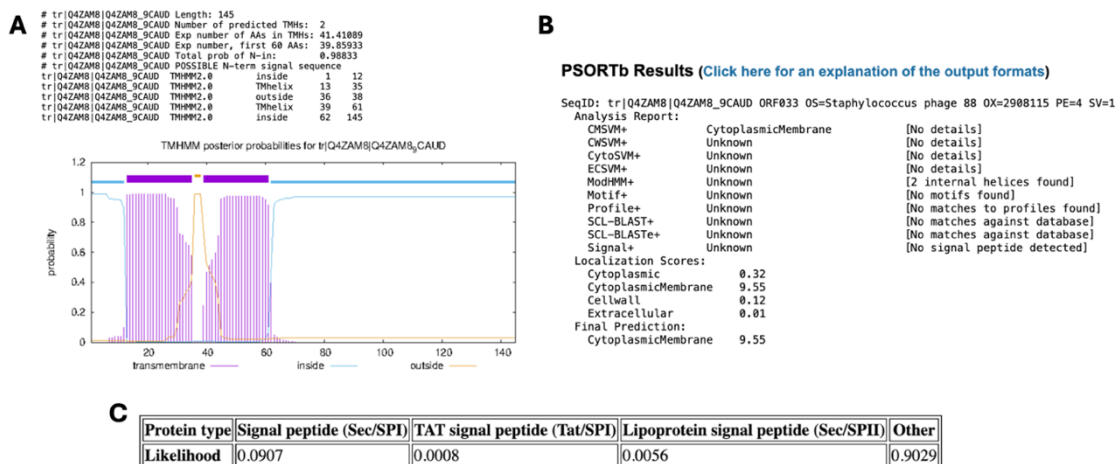 A
# tr|Q4ZAM8|Q4ZAM8_9CAUD Length: 145
# tr|Q4ZAM8|Q4ZAM8_9CAUD Number of predicted TMHs: 2
# tr|Q4ZAM8|Q4ZAM8_9CAUD Exp number of AAs in TMHs: 41.41089
# tr|Q4ZAM8|Q4ZAM8_9CAUD Exp number, first 60 AAs: 39.85933
# tr|Q4ZAM8|Q4ZAM8_9CAUD Total prob of N-in: 0.98833
# tr|Q4ZAM8|Q4ZAM8_9CAUD POSSIBLE N-term signal sequence
tr|Q4ZAM8|Q4ZAM8_9CAUD TMHMM2.0 inside 1 12
tr|Q4ZAM8|Q4ZAM8_9CAUD TMHMM2.0 TMhelix 13 35
tr|Q4ZAM8|Q4ZAM8_9CAUD TMHMM2.0 outside 36 38
tr|Q4ZAM8|Q4ZAM8_9CAUD TMHMM2.0 TMhelix 39 61
tr|Q4ZAM8|Q4ZAM8_9CAUD TMHMM2.0 inside 62 145
TMHMM posterior probabilities for tr|Q4ZAM8|Q4ZAM8₉CAUD
1.2
1
0.8
0.6
0.4
0.2
0
probability
20 40 60 80 100 120 140
transmembrane inside outside
B
PSORTb Results (Click here for an explanation of the output formats)
SeqID: tr|Q4ZAM8|Q4ZAM8_9CAUD ORF033 OS=Staphylococcus phage 88 OX=2908115 PE=4 SV=1
Analysis Report:
CMSVM+ CytoplasmicMembrane [No details]
CWSVM+ Unknown [No details]
CytoSVM+ Unknown [No details]
ECSVM+ Unknown [No details]
ModHMM+ Unknown [2 internal helices found]
Motif+ Unknown [No motifs found]
Profile+ Unknown [No matches to profiles found]
SCL-BLAST+ Unknown [No matches against database]
SCL-BLASTe+ Unknown [No matches against database]
Signal+ Unknown [No signal peptide detected]
Localization Scores:
Cytoplasmic 0.32
CytoplasmicMembrane 9.55
Cellwall 0.12
Extracellular 0.01
Final Prediction:
CytoplasmicMembrane 9.55
C
Protein type Signal peptide (Sec/SPI) TAT signal peptide (Tat/SPI) Lipoprotein signal peptide (Sec/SPII) Other
Likelihood 0.0907 0.0008 0.0056 0.9029